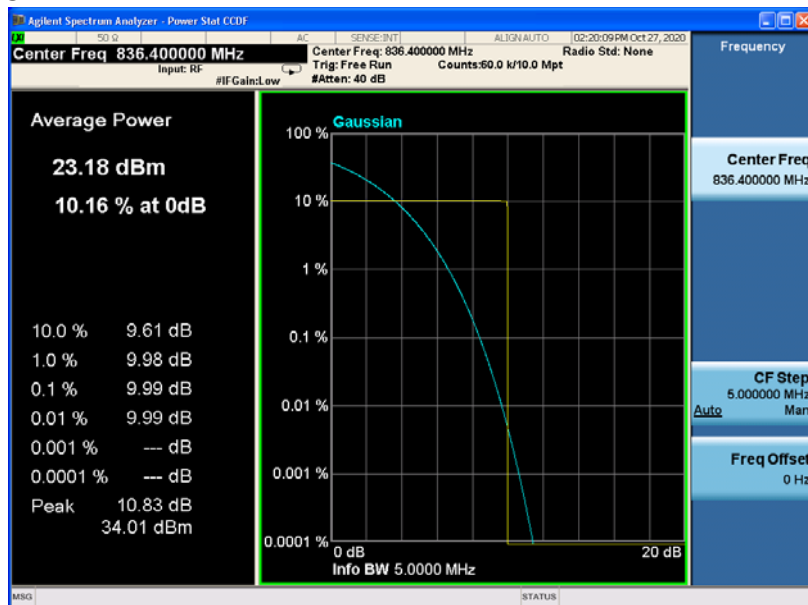 Agilent Spectrum Analyzer - Power Stat CCDF
50 Ω AC SENSE:INT ALIGN AUTO 02:20:09 PM Oct 27, 2020
Center Freq 836.400000 MHz
Input: RF
#IFGain:Low
Center Freq: 836.400000 MHz
Radio Std: None
Trig: Free Run
Counts:60.0 k/10.0 Mpt
#Atten: 40 dB
Frequency
Average Power
23.18 dBm
10.16 % at 0dB
10.0 % 9.61 dB
1.0 % 9.98 dB
0.1 % 9.99 dB
0.01 % 9.99 dB
0.001 % --- dB
0.0001 % --- dB
Peak 10.83 dB
34.01 dBm
Gaussian
100 %
10 %
1 %
0.1 %
0.01 %
0.001 %
0.0001 %
0 dB
20 dB
Info BW 5.0000 MHz
Center Freq
836.400000 MHz
CF Step
5.000000 MHz
Auto Man
Freq Offset
0 Hz
MSG
STATUS